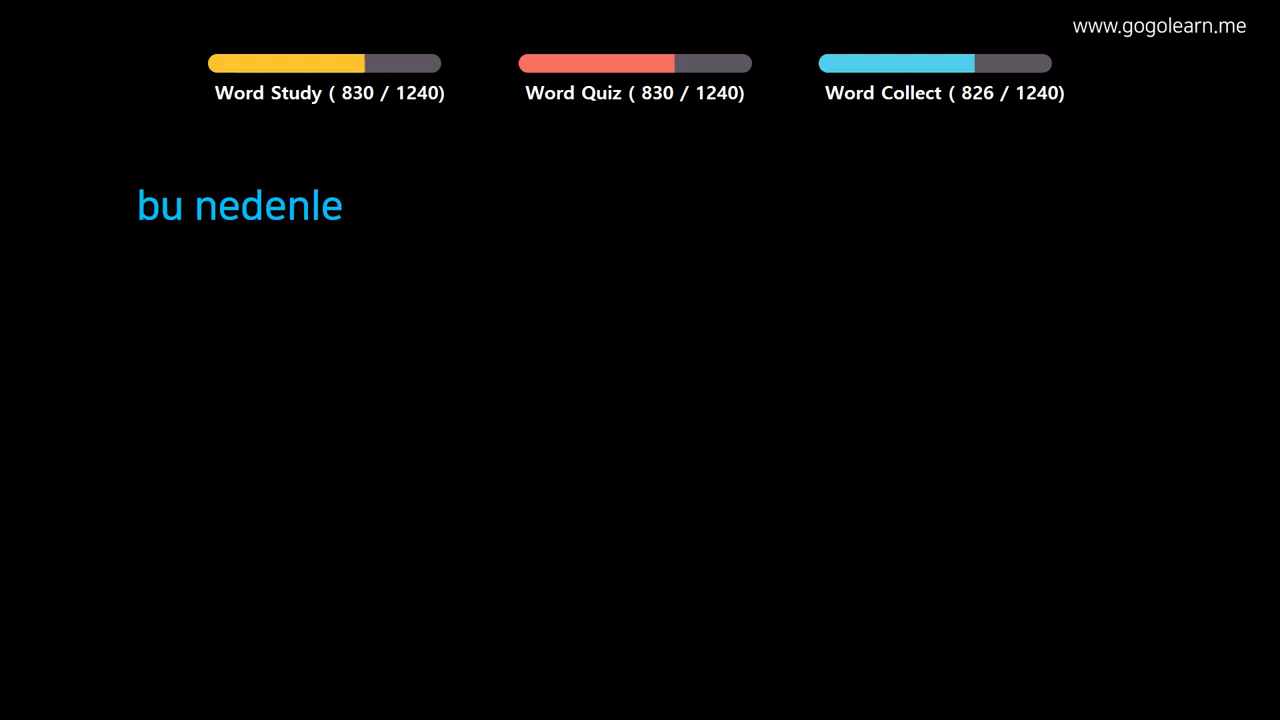 www.gogolearn.me
Word Study ( 830 / 1240)
Word Quiz ( 830 / 1240)
Word Collect ( 826 / 1240)
bu nedenle